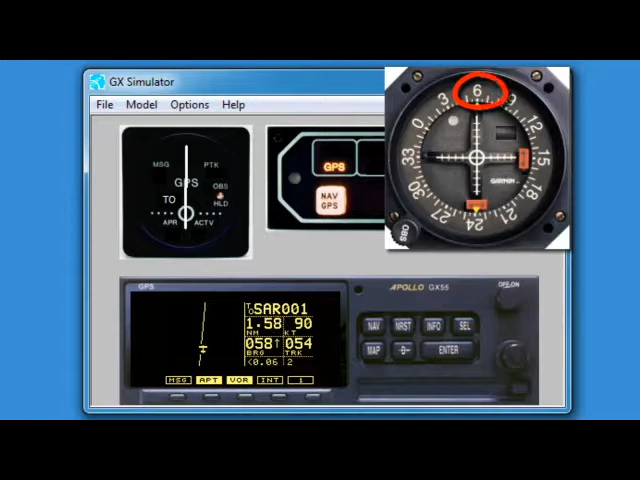 GX Simulator
File Model Options Help
MSG PTK
GPS
OBS
TO HLD
APR ACTV
GPS
NAV
GPS
0 3 6 9 12 15 21 24 27 30 33
GARMIN
OBS
GPS APOLLO GX55 OFF·ON
TO SAR001
1.58 90
NM KT
058↑ 054
BRG TRK
<0.06 2
MSG APT VOR INT 1
NAV NRST INFO SEL
MAP D ENTER